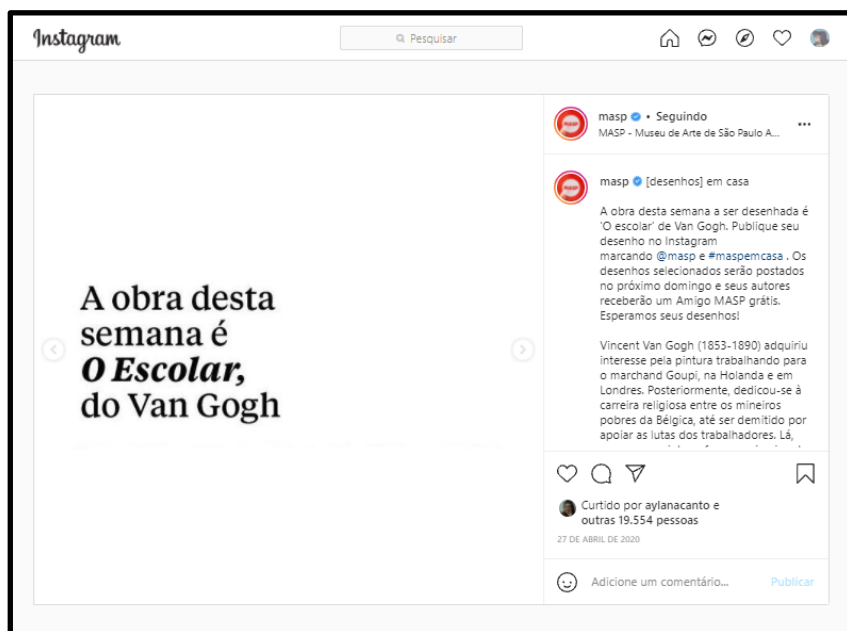 Instagram
Pesquisar
A obra desta
semana é
O Escolar,
do Van Gogh
masp • Seguindo
MASP - Museu de Arte de São Paulo A...
masp [desenhos] em casa
A obra desta semana a ser desenhada é
'O escolar' de Van Gogh. Publique seu
desenho no Instagram
marcando @masp e #maspemcasa . Os
desenhos selecionados serão postados
no próximo domingo e seus autores
receberão um Amigo MASP grátis.
Esperamos seus desenhos!
Vincent Van Gogh (1853-1890) adquiriu
interesse pela pintura trabalhando para
o marchand Goupi, na Holanda e em
Londres. Posteriormente, dedicou-se à
carreira religiosa entre os mineiros
pobres da Bélgica, até ser demitido por
apoiar as lutas dos trabalhadores. Lá,
Curtido por aylanacanto e
outras 19.554 pessoas
27 DE ABRIL DE 2020
Adicione um comentário...
Publicar